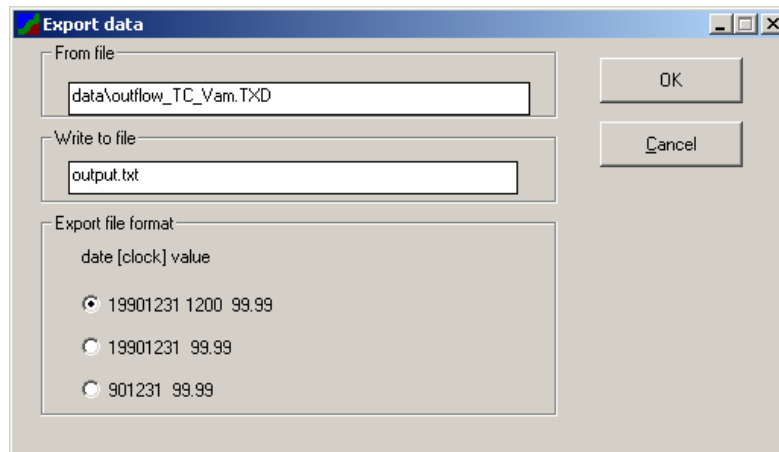 Export data
From file
data\outflow_TC_Vam.TXD
OK
Write to file
Cancel
output.txt
Export file format
date [clock] value
19901231 1200 99.99
19901231 99.99
901231 99.99